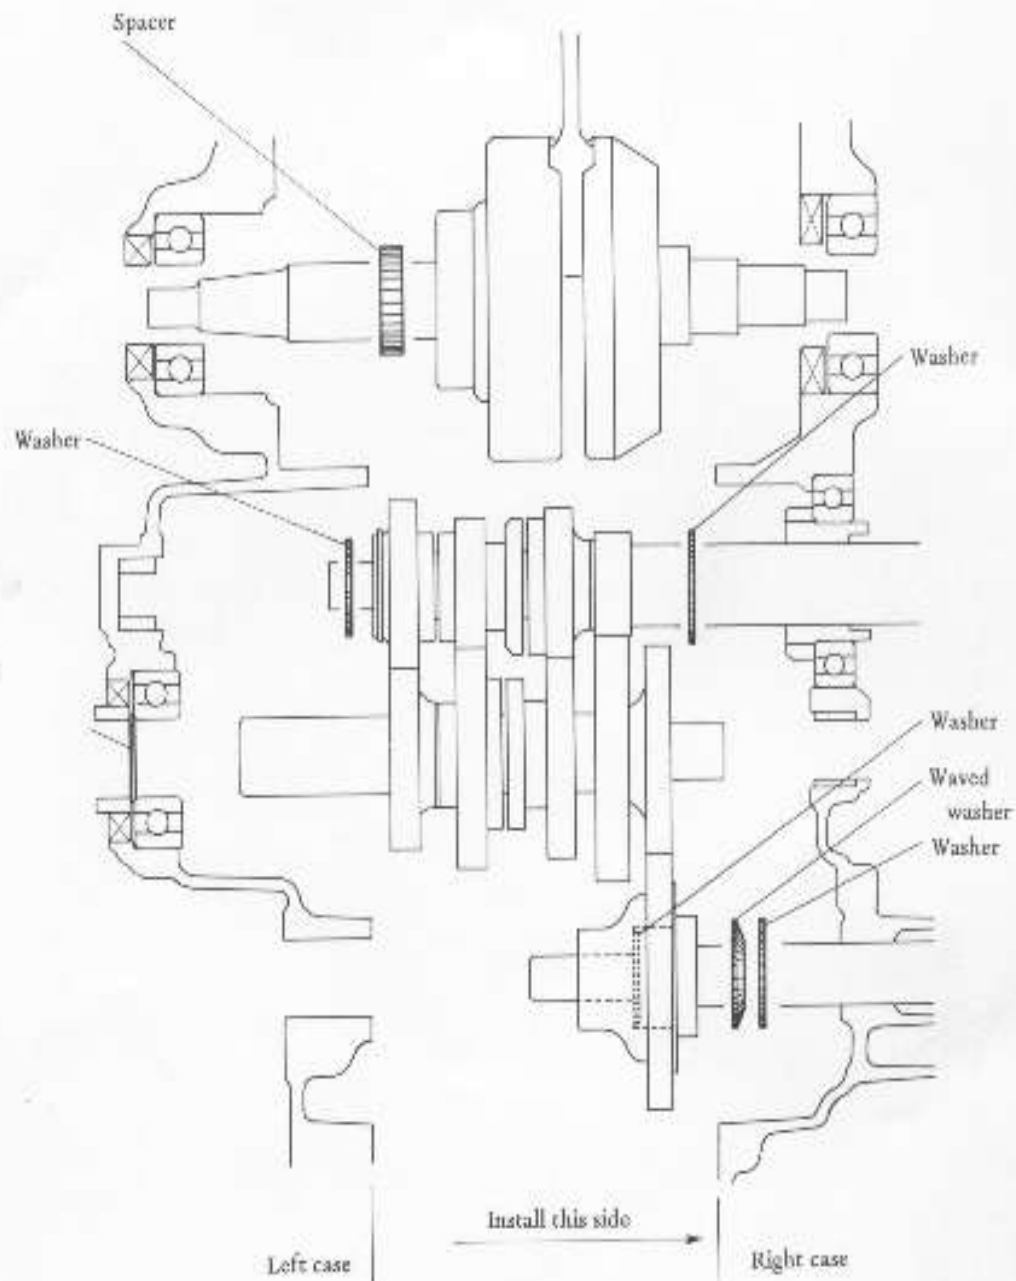 Spacer
Washer
Washer
Washer
Waved
washer
Washer
Install this side
Left case
Right case